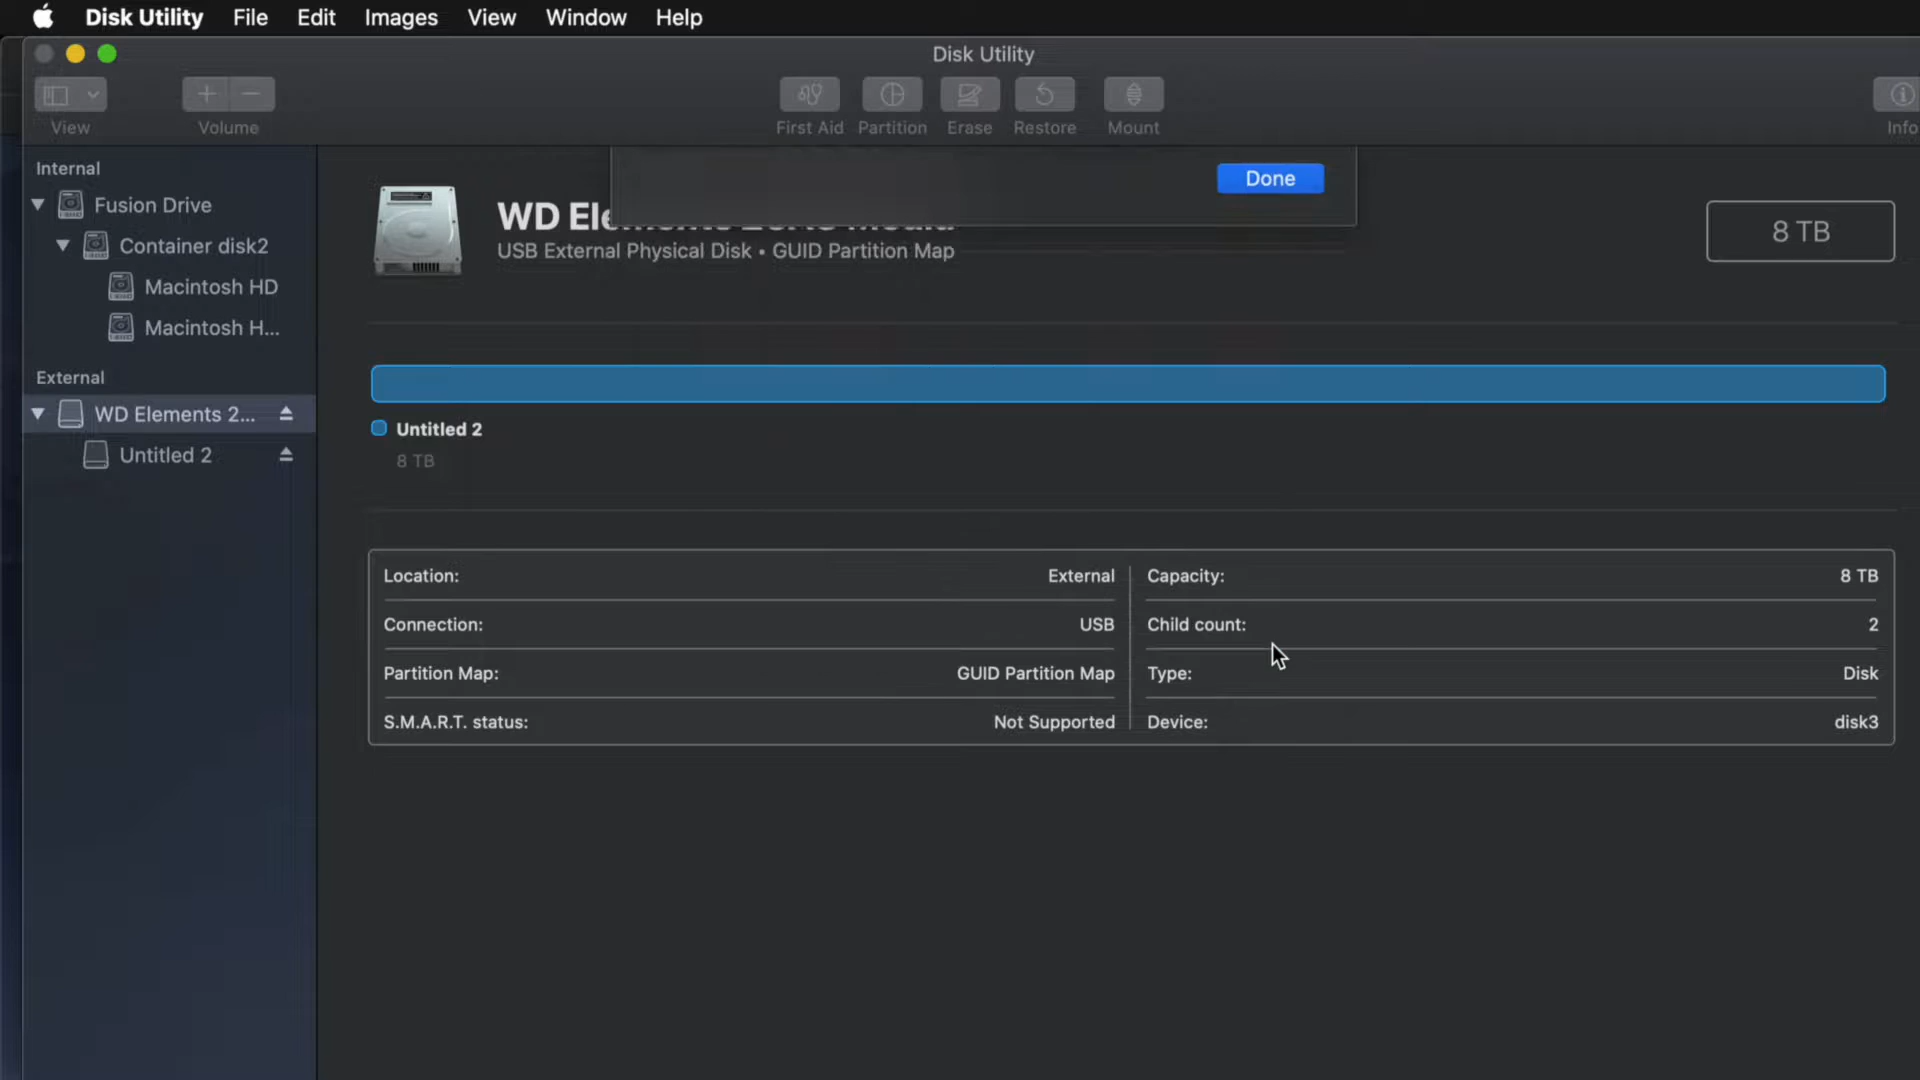 Disk Utility File Edit Images View Window Help
Disk Utility
View Volume First Aid Partition Erase Restore Mount Info
Internal
Fusion Drive
Container disk2
Macintosh HD
Macintosh H...
External
WD Elements 2...
Untitled 2
Done
WD Ele
USB External Physical Disk • GUID Partition Map
8 TB
Untitled 2
8 TB
Location: External
Connection: USB
Partition Map: GUID Partition Map
S.M.A.R.T. status: Not Supported
Capacity: 8 TB
Child count: 2
Type: Disk
Device: disk3